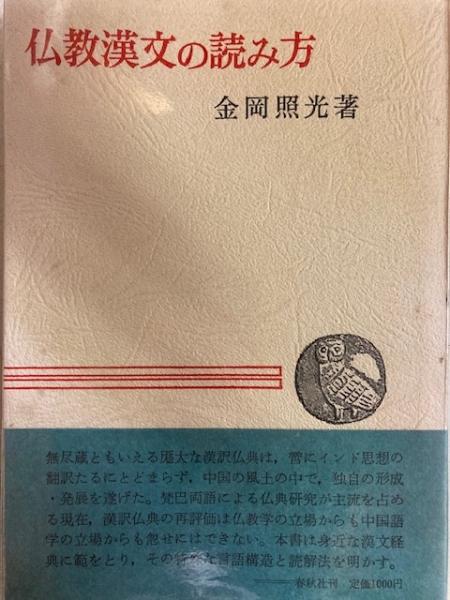 仏教漢文の読み方
金岡照光著
無尽蔵ともいえる厖大な漢訳仏典は，啻にインド思想の
翻訳たるにとどまらず，中国の風土の中で，独自の形成
・発展を遂げた。梵巴両語による仏典研究が主流を占め
る現在，漢訳仏典の再評価は仏教学の立場からも中国語
学の立場からも忽せにはできない。本書は身近な漢文経
典に範をとり，その特殊な言語構造と読解法を明かす。
春秋社刊 定価1000円